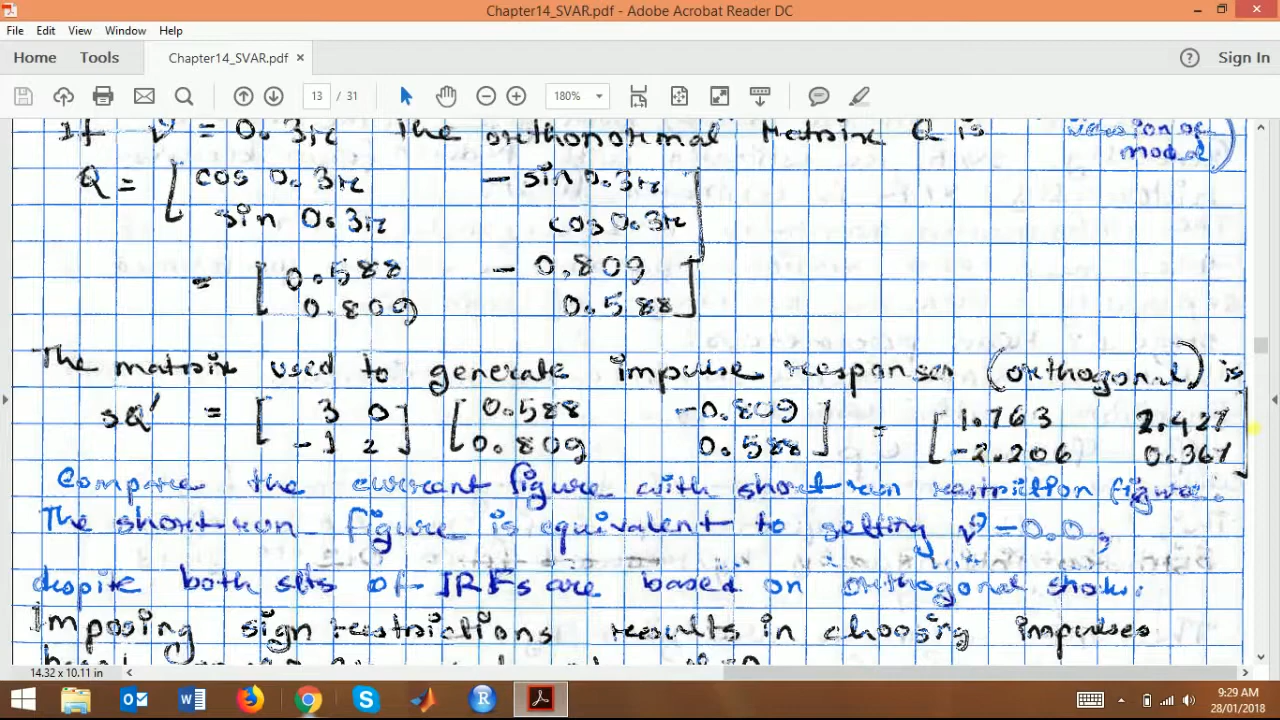 Chapter14_SVAR.pdf - Adobe Acrobat Reader DC
File Edit View Window Help
Home Tools Chapter14_SVAR.pdf × Sign In
13 / 31 180%
If ϑ = 0.3π The orthonormal Matrix Q is
version of model)
Q = [ cos 0.3π - sin 0.3π
sin 0.3π cos 0.3π ]
= [ 0.588 - 0.809
0.809 0.588 ]
The matrix used to generate impulse responses (orthogonal) is
SQ' = [ 3 0 ] [ 0.588 -0.809 ] = [ 1.763 2.427 ]
[ -1 2 ] [ 0.809 0.588 ] [ -2.206 0.367 ]
Compare the current figure with short run restriction figure.
The short-run figure is equivalent to setting ϑ = 0.0,
despite both sets of IRFs are based on orthogonal shoks.
Imposing sign restrictions results in choosing impulses
14.32 x 10.11 in
9:29 AM
28/01/2018